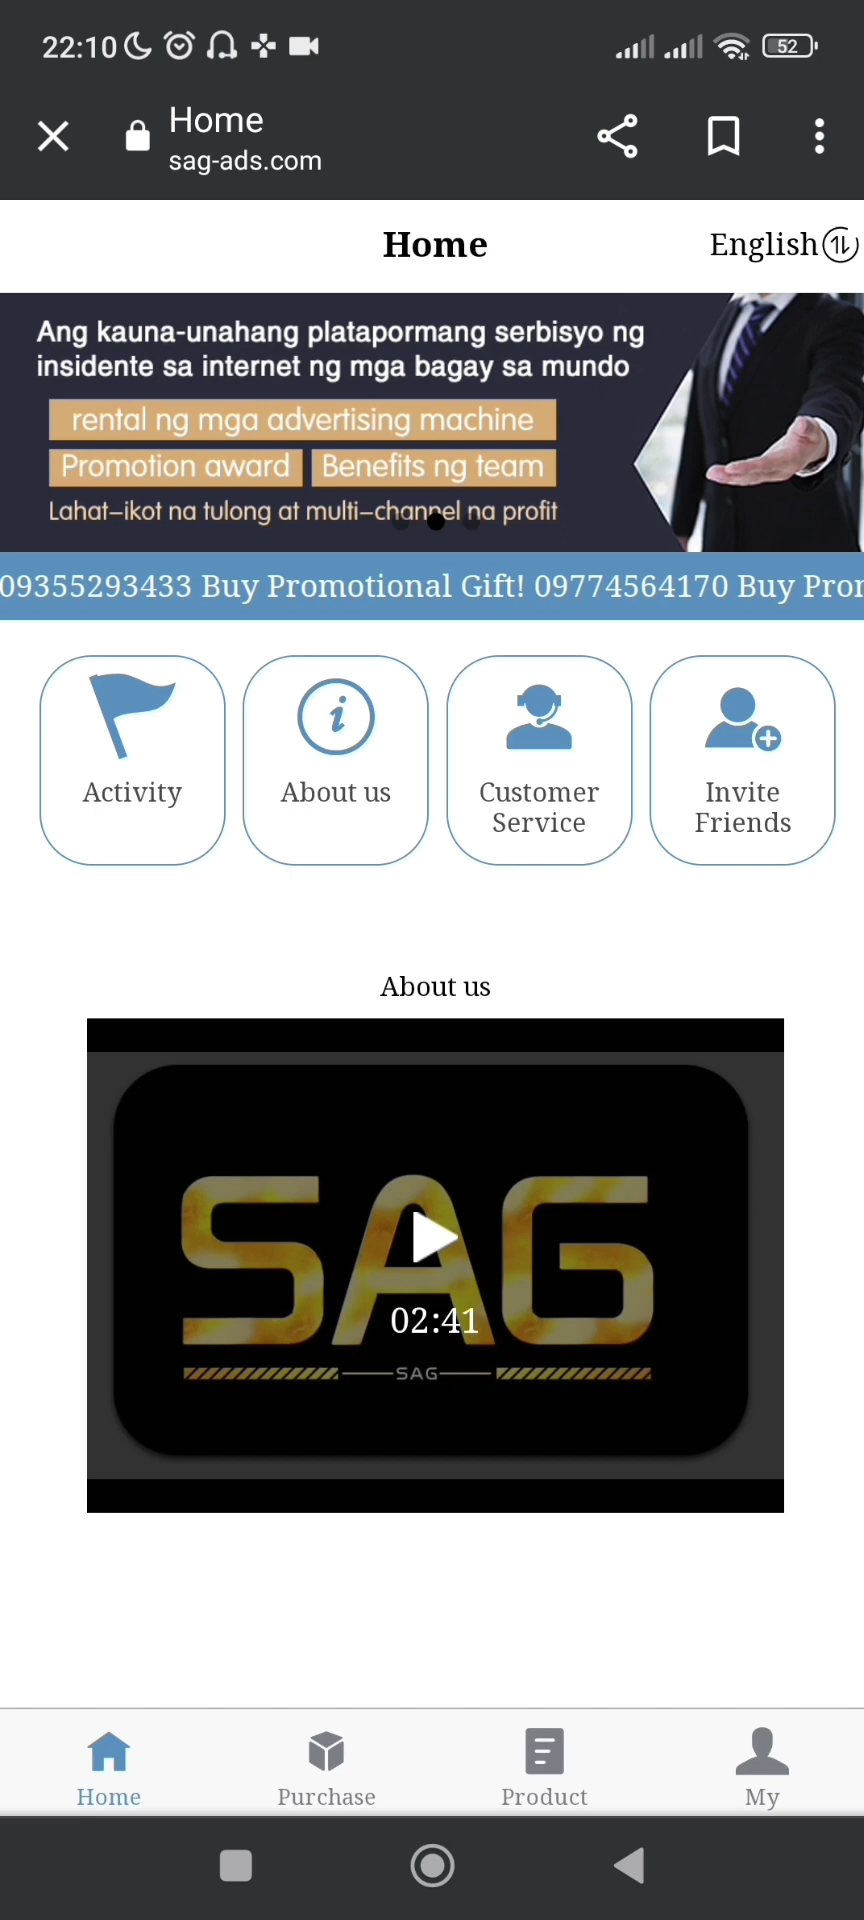 22:10
52
Home
sag-ads.com
Home
English
Ang kauna-unahang platapormang serbisyo ng
insidente sa internet ng mga bagay sa mundo
rental ng mga advertising machine
Promotion award
Benefits ng team
Lahat-ikot na tulong at multi-channel na profit
09355293433 Buy Promotional Gift! 09774564170 Buy Pror
Activity
About us
Customer
Service
Invite
Friends
About us
SAG
02:41
SAG
Home
Purchase
Product
My